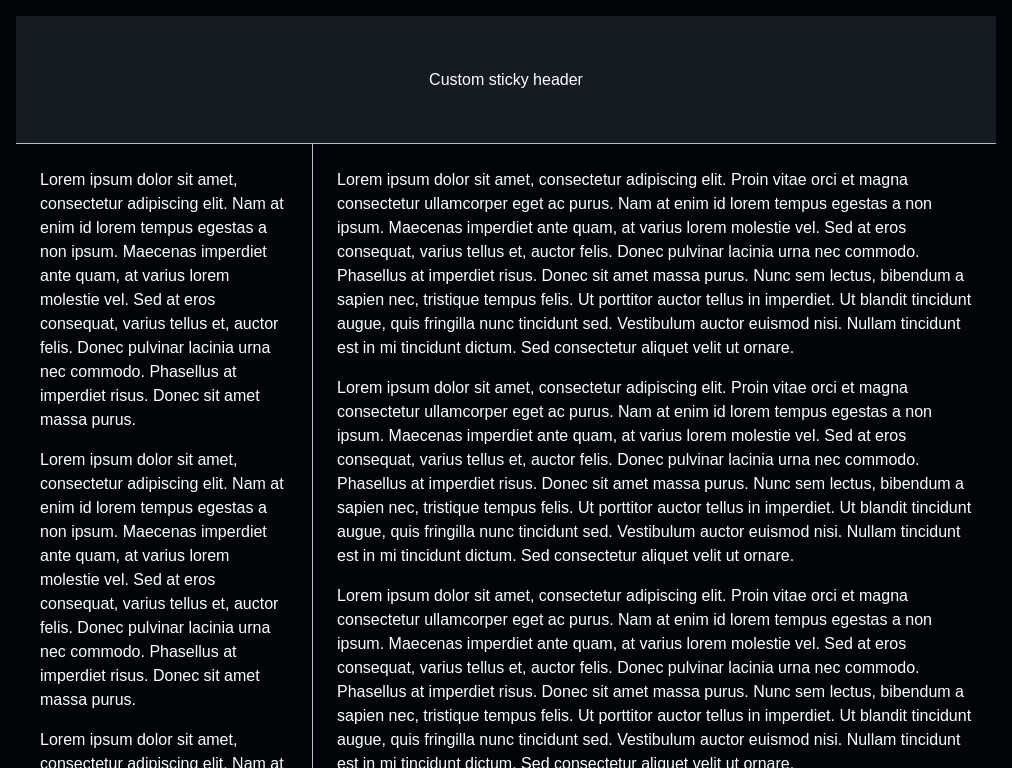 Custom sticky header
Lorem ipsum dolor sit amet,
consectetur adipiscing elit. Nam at
enim id lorem tempus egestas a
non ipsum. Maecenas imperdiet
ante quam, at varius lorem
molestie vel. Sed at eros
consequat, varius tellus et, auctor
felis. Donec pulvinar lacinia urna
nec commodo. Phasellus at
imperdiet risus. Donec sit amet
massa purus.
Lorem ipsum dolor sit amet,
consectetur adipiscing elit. Nam at
enim id lorem tempus egestas a
non ipsum. Maecenas imperdiet
ante quam, at varius lorem
molestie vel. Sed at eros
consequat, varius tellus et, auctor
felis. Donec pulvinar lacinia urna
nec commodo. Phasellus at
imperdiet risus. Donec sit amet
massa purus.
Lorem ipsum dolor sit amet,
consectetur adipiscing elit. Nam at
Lorem ipsum dolor sit amet, consectetur adipiscing elit. Proin vitae orci et magna
consectetur ullamcorper eget ac purus. Nam at enim id lorem tempus egestas a non
ipsum. Maecenas imperdiet ante quam, at varius lorem molestie vel. Sed at eros
consequat, varius tellus et, auctor felis. Donec pulvinar lacinia urna nec commodo.
Phasellus at imperdiet risus. Donec sit amet massa purus. Nunc sem lectus, bibendum a
sapien nec, tristique tempus felis. Ut porttitor auctor tellus in imperdiet. Ut blandit tincidunt
augue, quis fringilla nunc tincidunt sed. Vestibulum auctor euismod nisi. Nullam tincidunt
est in mi tincidunt dictum. Sed consectetur aliquet velit ut ornare.
Lorem ipsum dolor sit amet, consectetur adipiscing elit. Proin vitae orci et magna
consectetur ullamcorper eget ac purus. Nam at enim id lorem tempus egestas a non
ipsum. Maecenas imperdiet ante quam, at varius lorem molestie vel. Sed at eros
consequat, varius tellus et, auctor felis. Donec pulvinar lacinia urna nec commodo.
Phasellus at imperdiet risus. Donec sit amet massa purus. Nunc sem lectus, bibendum a
sapien nec, tristique tempus felis. Ut porttitor auctor tellus in imperdiet. Ut blandit tincidunt
augue, quis fringilla nunc tincidunt sed. Vestibulum auctor euismod nisi. Nullam tincidunt
est in mi tincidunt dictum. Sed consectetur aliquet velit ut ornare.
Lorem ipsum dolor sit amet, consectetur adipiscing elit. Proin vitae orci et magna
consectetur ullamcorper eget ac purus. Nam at enim id lorem tempus egestas a non
ipsum. Maecenas imperdiet ante quam, at varius lorem molestie vel. Sed at eros
consequat, varius tellus et, auctor felis. Donec pulvinar lacinia urna nec commodo.
Phasellus at imperdiet risus. Donec sit amet massa purus. Nunc sem lectus, bibendum a
sapien nec, tristique tempus felis. Ut porttitor auctor tellus in imperdiet. Ut blandit tincidunt
augue, quis fringilla nunc tincidunt sed. Vestibulum auctor euismod nisi. Nullam tincidunt
est in mi tincidunt dictum. Sed consectetur aliquet velit ut ornare.